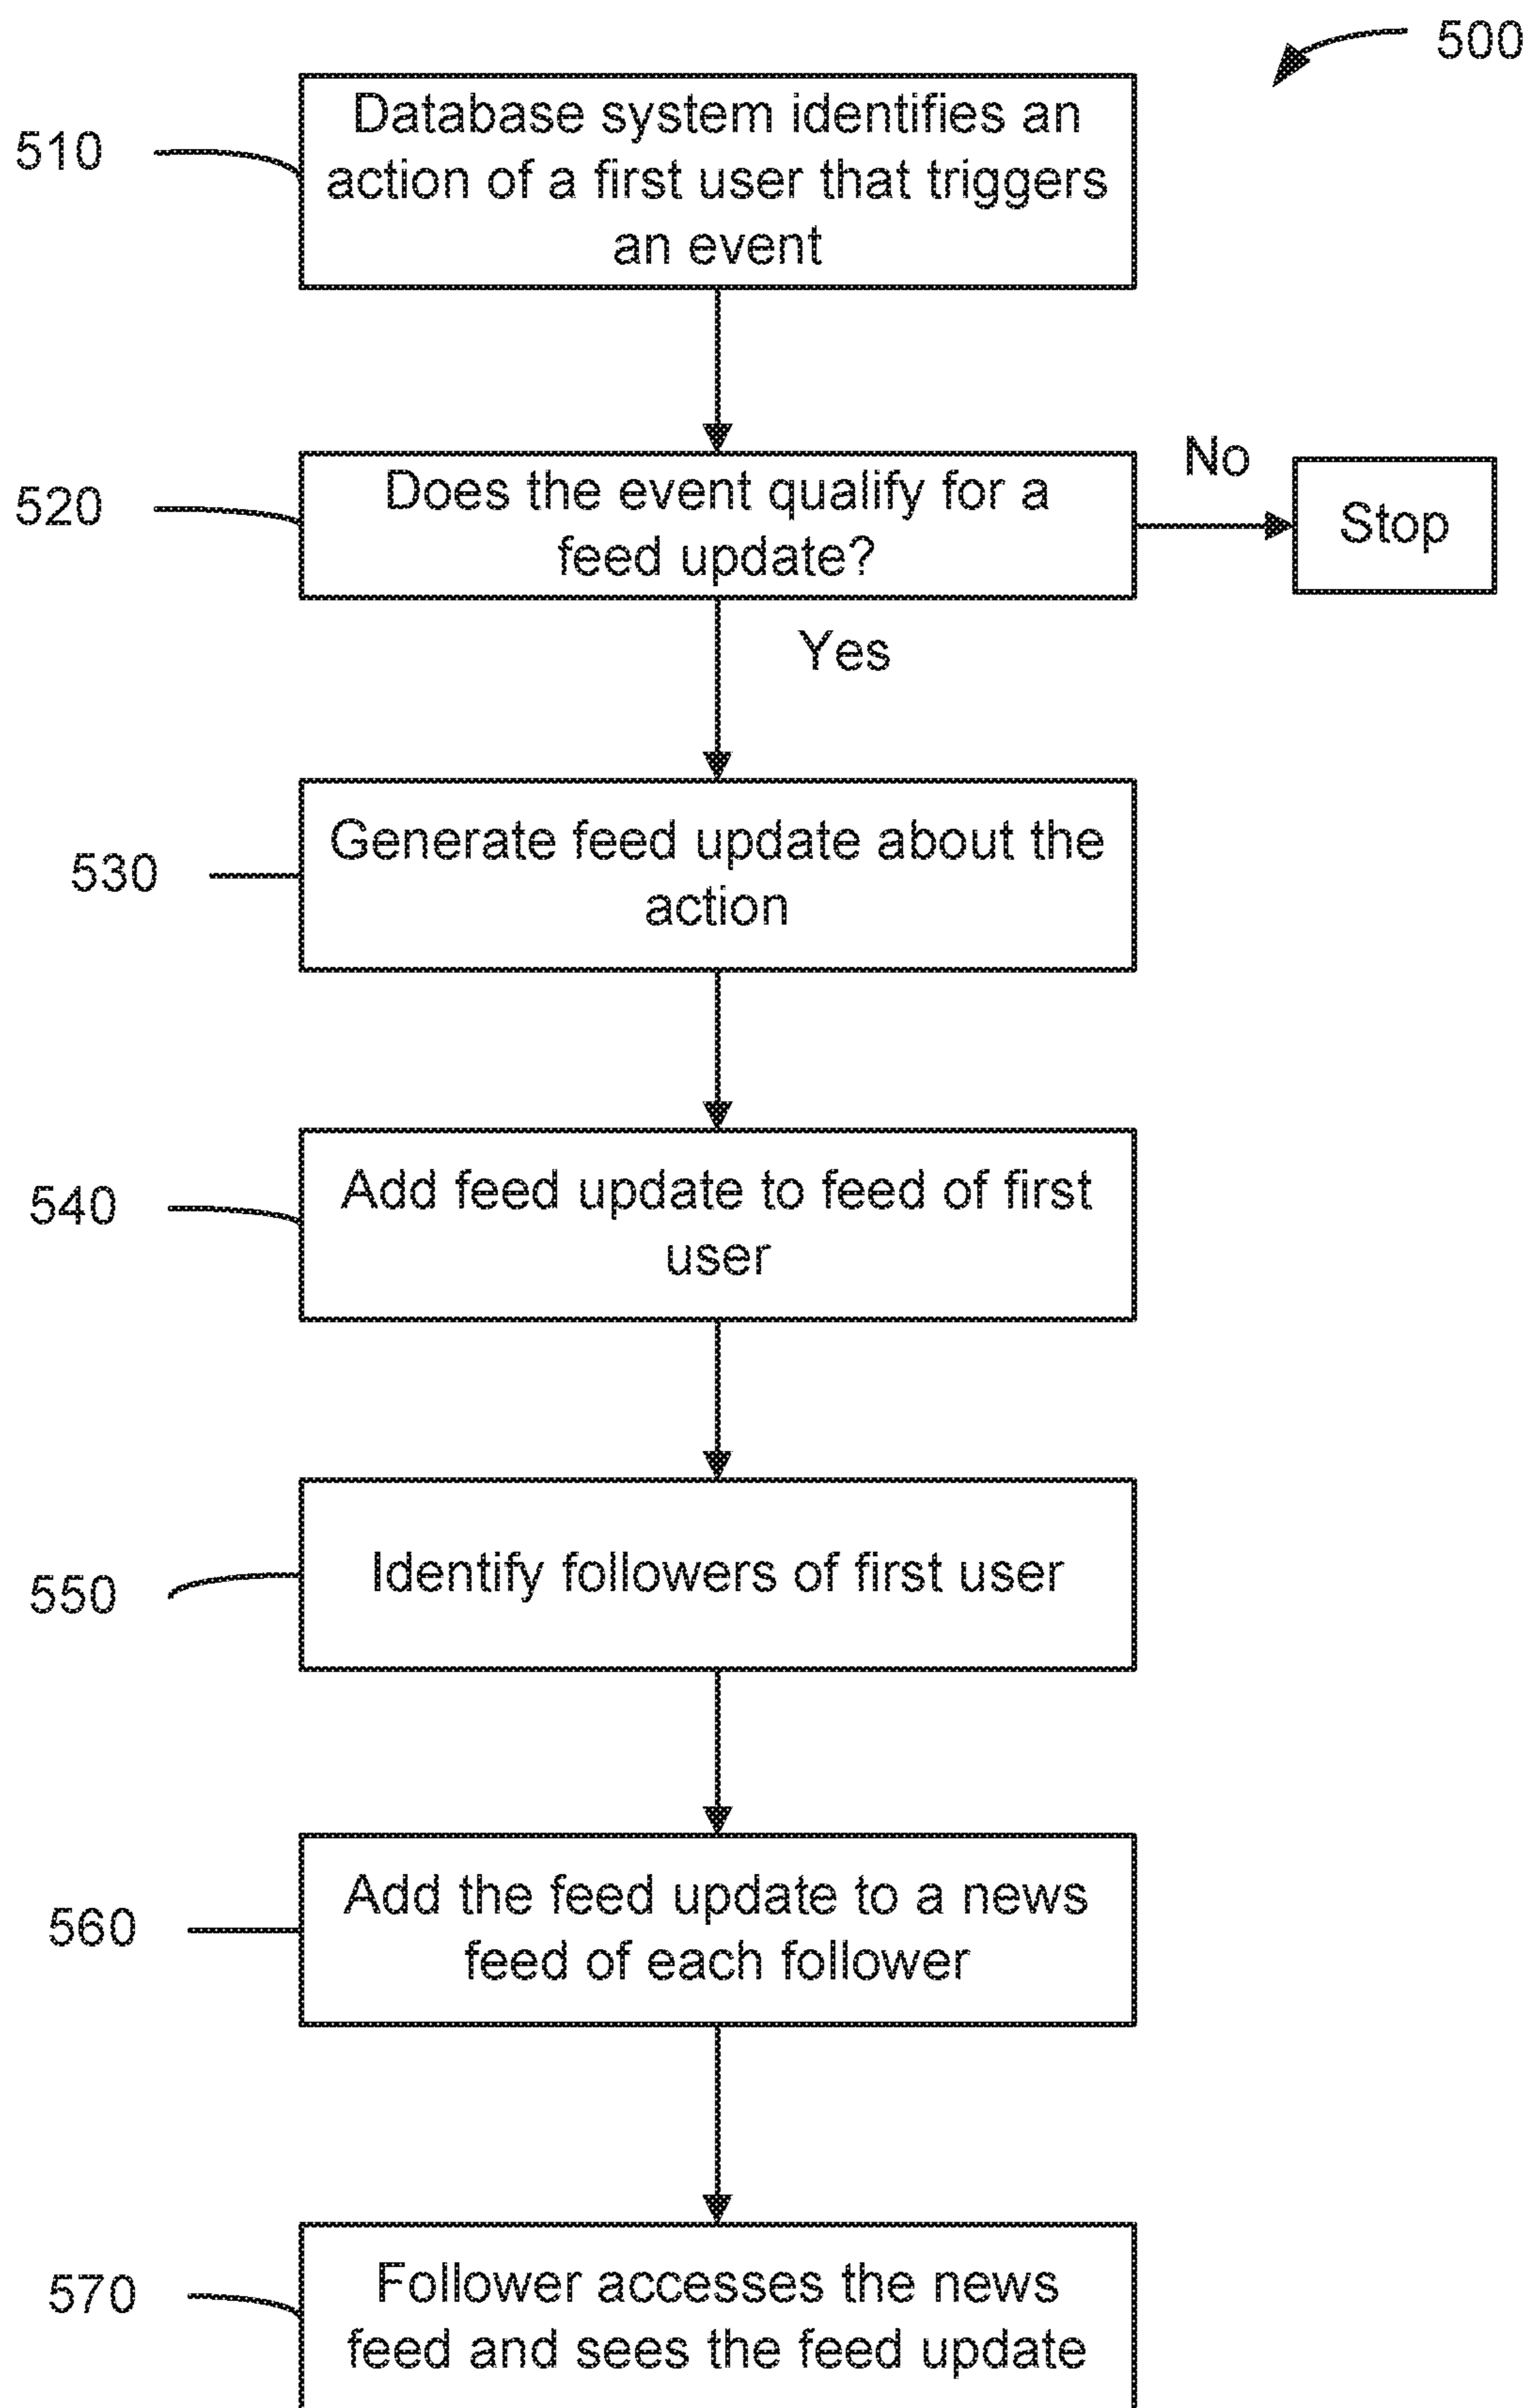 500
510
Database system identifies an
action of a first user that triggers
an event
520
Does the event qualify for a
feed update?
No
Stop
Yes
530
Generate feed update about the
action
540
Add feed update to feed of first
user
550
Identify followers of first user
560
Add the feed update to a news
feed of each follower
570
Follower accesses the news
feed and sees the feed update